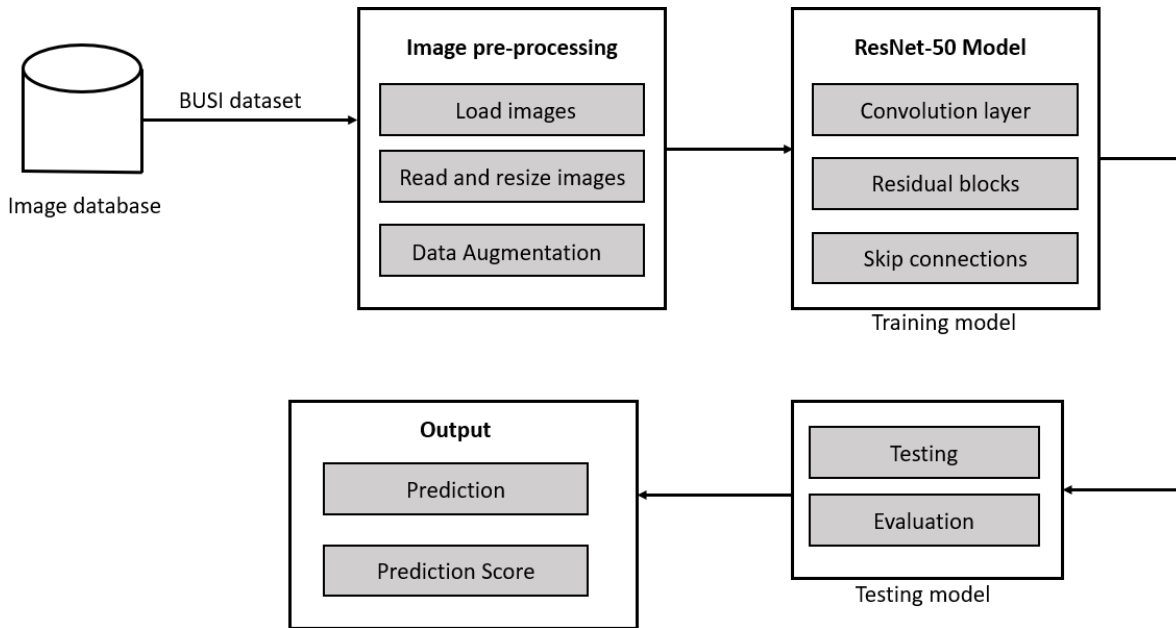 Image pre-processing
ResNet-50 Model
BUSI dataset
Load images
Convolution layer
Read and resize images
Residual blocks
Image database
Data Augmentation
Skip connections
Training model
Output
Testing
Prediction
Evaluation
Prediction Score
Testing model